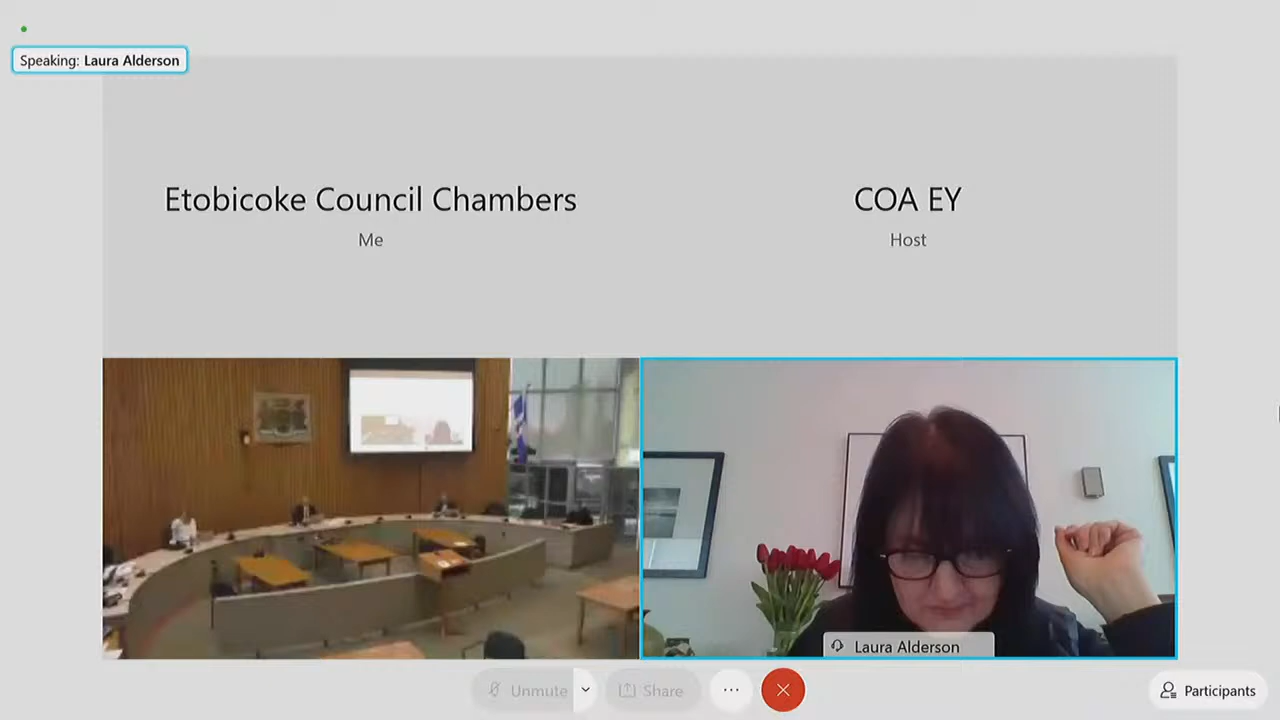 Speaking: Laura Alderson
Etobicoke Council Chambers
Me
COA EY
Host
Laura Alderson
Unmute
Share
Participants